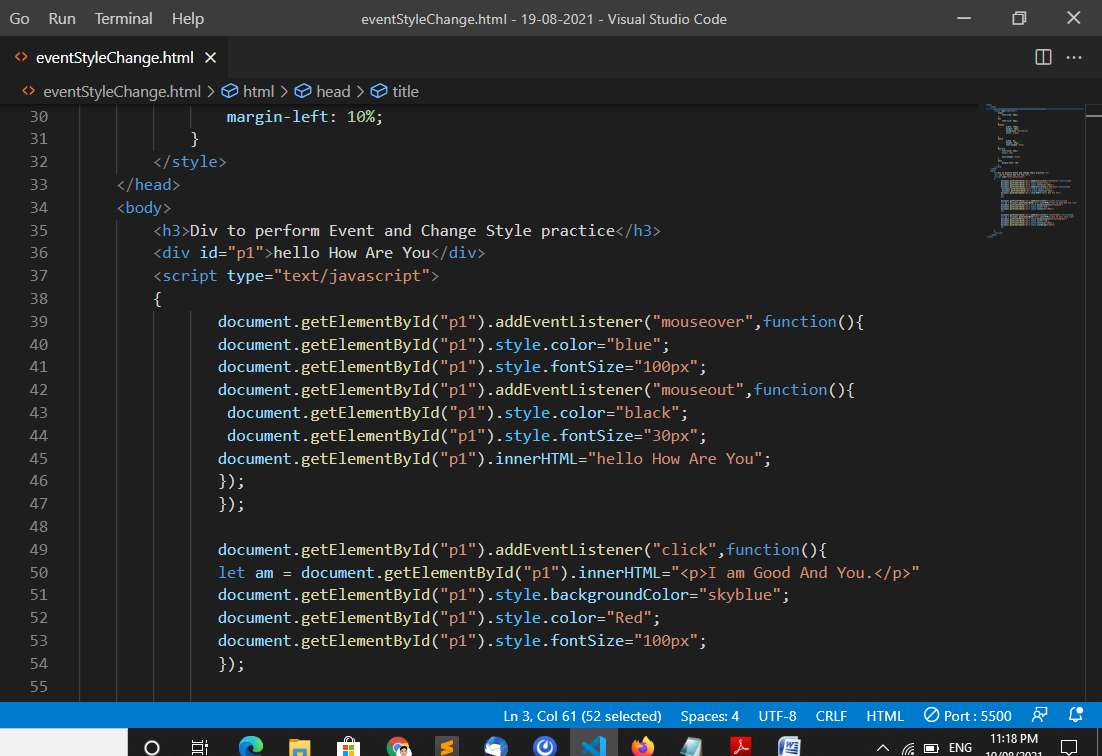 Go Run Terminal Help eventStyleChange.html - 19-08-2021 - Visual Studio Code
eventStyleChange.html
eventStyleChange.html > html > head > title
30 margin-left: 10%;
31 }
32 </style>
33 </head>
34 <body>
35 <h3>Div to perform Event and Change Style practice</h3>
36 <div id="p1">hello How Are You</div>
37 <script type="text/javascript">
38 {
39 document.getElementById("p1").addEventListener("mouseover",function(){
40 document.getElementById("p1").style.color="blue";
41 document.getElementById("p1").style.fontSize="100px";
42 document.getElementById("p1").addEventListener("mouseout",function(){
43 document.getElementById("p1").style.color="black";
44 document.getElementById("p1").style.fontSize="30px";
45 document.getElementById("p1").innerHTML="hello How Are You";
46 });
47 });
48
49 document.getElementById("p1").addEventListener("click",function(){
50 let am = document.getElementById("p1").innerHTML="<p>I am Good And You.</p>"
51 document.getElementById("p1").style.backgroundColor="skyblue";
52 document.getElementById("p1").style.color="Red";
53 document.getElementById("p1").style.fontSize="100px";
54 });
55
Ln 3, Col 61 (52 selected) Spaces: 4 UTF-8 CRLF HTML Port : 5500
ENG 11:18 PM
19/08/2021